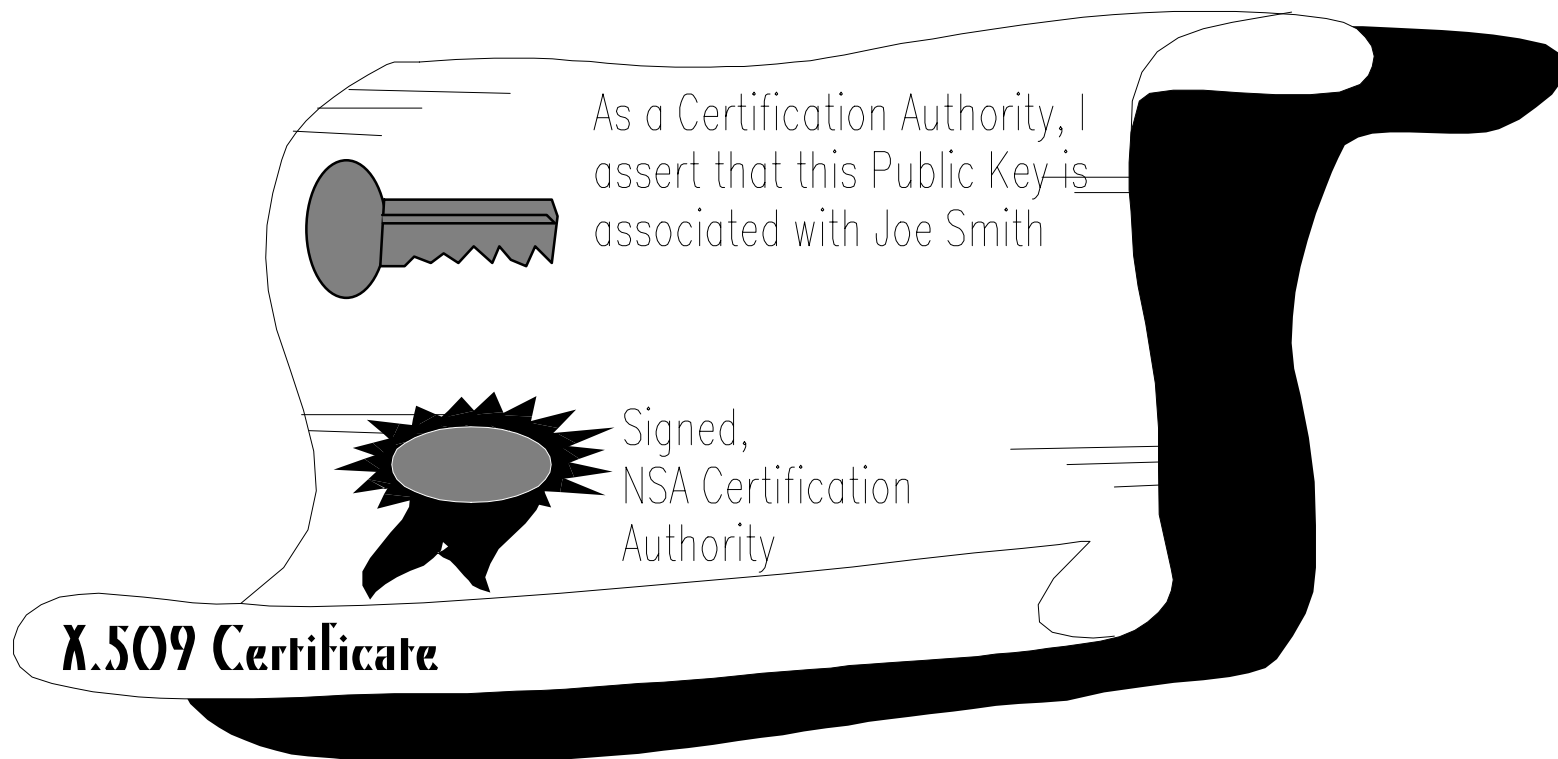 As a Certification Authority, I
assert that this Public Key is
associated with Joe Smith
Signed,
NSA Certification
Authority
X.509 Certificate